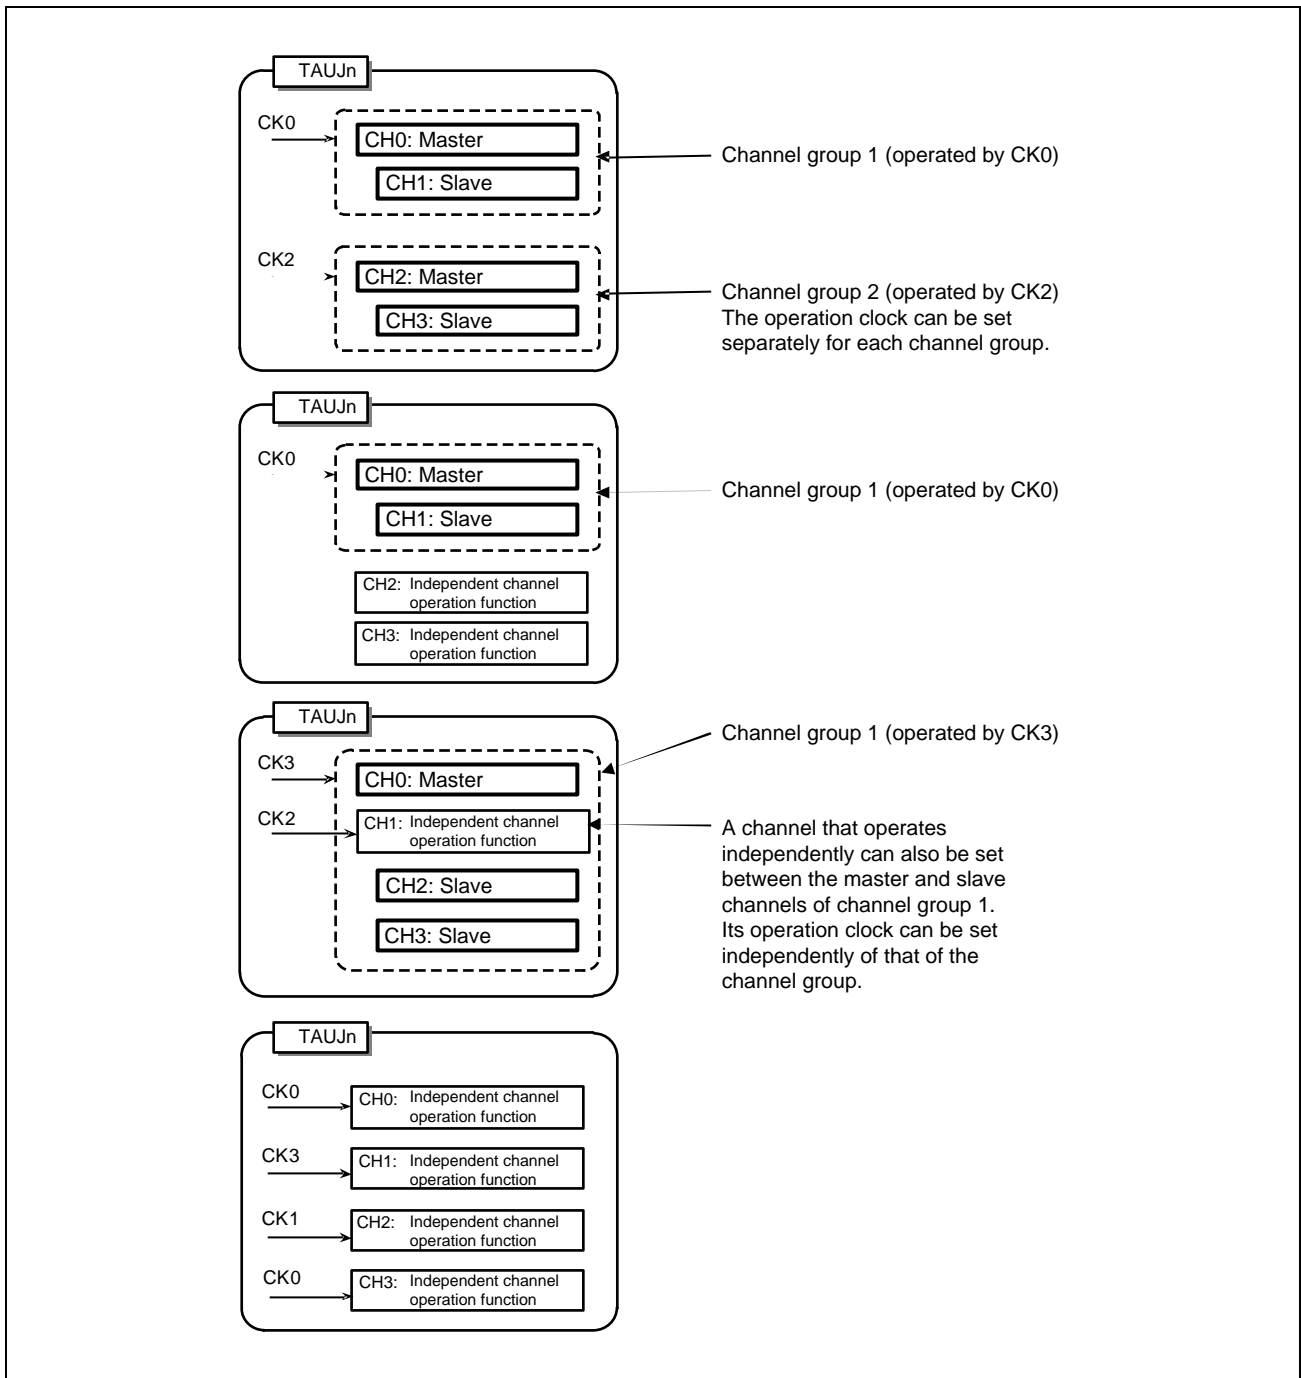 TAUJn
CK0
CH0: Master
Channel group 1 (operated by CK0)
CH1: Slave
CK2
CH2: Master
Channel group 2 (operated by CK2)
The operation clock can be set
separately for each channel group.
CH3: Slave
TAUJn
CK0
CH0: Master
Channel group 1 (operated by CK0)
CH1: Slave
CH2: Independent channel
operation function
CH3: Independent channel
operation function
TAUJn
Channel group 1 (operated by CK3)
CK3
CH0: Master
CK2
CH1: Independent channel
operation function
A channel that operates
independently can also be set
between the master and slave
channels of channel group 1.
Its operation clock can be set
independently of that of the
channel group.
CH2: Slave
CH3: Slave
TAUJn
CK0
CH0: Independent channel
operation function
CK3
CH1: Independent channel
operation function
CK1
CH2: Independent channel
operation function
CK0
CH3: Independent channel
operation function